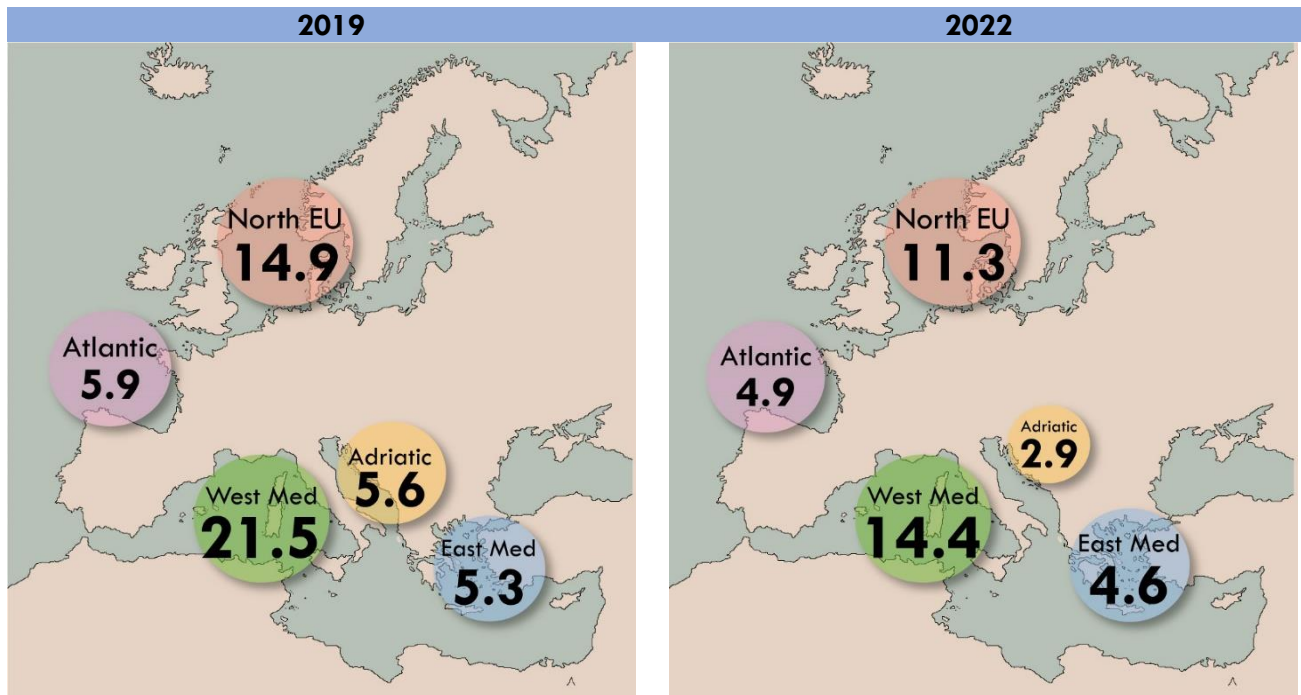 2019
North EU
14.9
Atlantic
5.9
Adriatic
5.6
West Med
21.5
East Med
5.3
2022
North EU
11.3
Atlantic
4.9
Adriatic
2.9
West Med
14.4
East Med
4.6